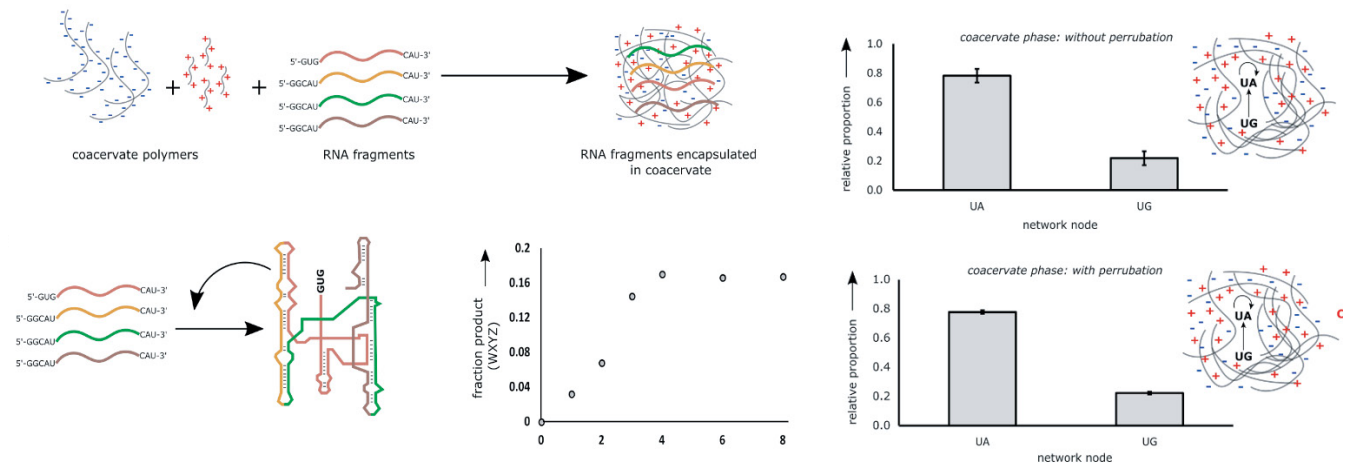 +
+
5'-GUG
CAU-3'
5'-GGCAU
CAU-3'
5'-GGCAU
CAU-3'
5'-GGCAU
CAU-3'
coacervate polymers
RNA fragments
RNA fragments encapsulated
in coacervate
relative proportion
1.0
0.8
0.6
0.4
0.2
0.0
coacervate phase: without perrubation
UA
UG
UA
UG
network node
5'-GUG
CAU-3'
5'-GGCAU
CAU-3'
5'-GGCAU
CAU-3'
5'-GGCAU
CAU-3'
GUG
fraction product
(WXYZ)
0.2
0.16
0.12
0.08
0.04
0
0
2
4
6
8
relative proportion
1.0
0.8
0.6
0.4
0.2
0.0
coacervate phase: with perrubation
UA
UG
UA
UG
network node